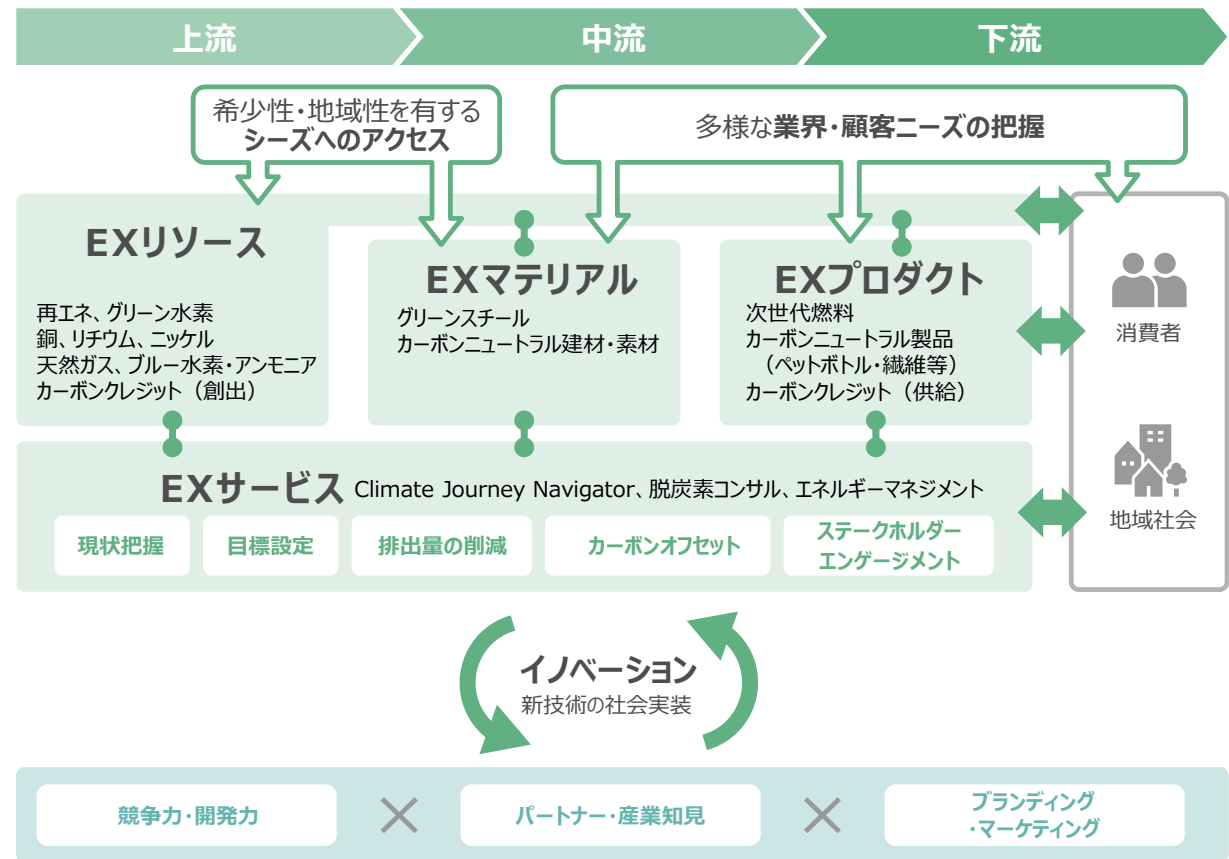 上流
中流
下流
希少性・地域性を有する
シーズへのアクセス
多様な業界・顧客ニーズの把握
EXリソース
再エネ、グリーン水素
銅、リチウム、ニッケル
天然ガス、ブルー水素・アンモニア
カーボンクレジット（創出）
EXマテリアル
グリーンスチール
カーボンニュートラル建材・素材
EXプロダクト
次世代燃料
カーボンニュートラル製品
（ペットボトル・繊維等）
カーボンクレジット（供給）
消費者
地域社会
EXサービス Climate Journey Navigator、脱炭素コンサル、エネルギーマネジメント
現状把握
目標設定
排出量の削減
カーボンオフセット
ステークホルダー
エンゲージメント
イノベーション
新技術の社会実装
競争力・開発力
パートナー・産業知見
ブランディング
・マーケティング